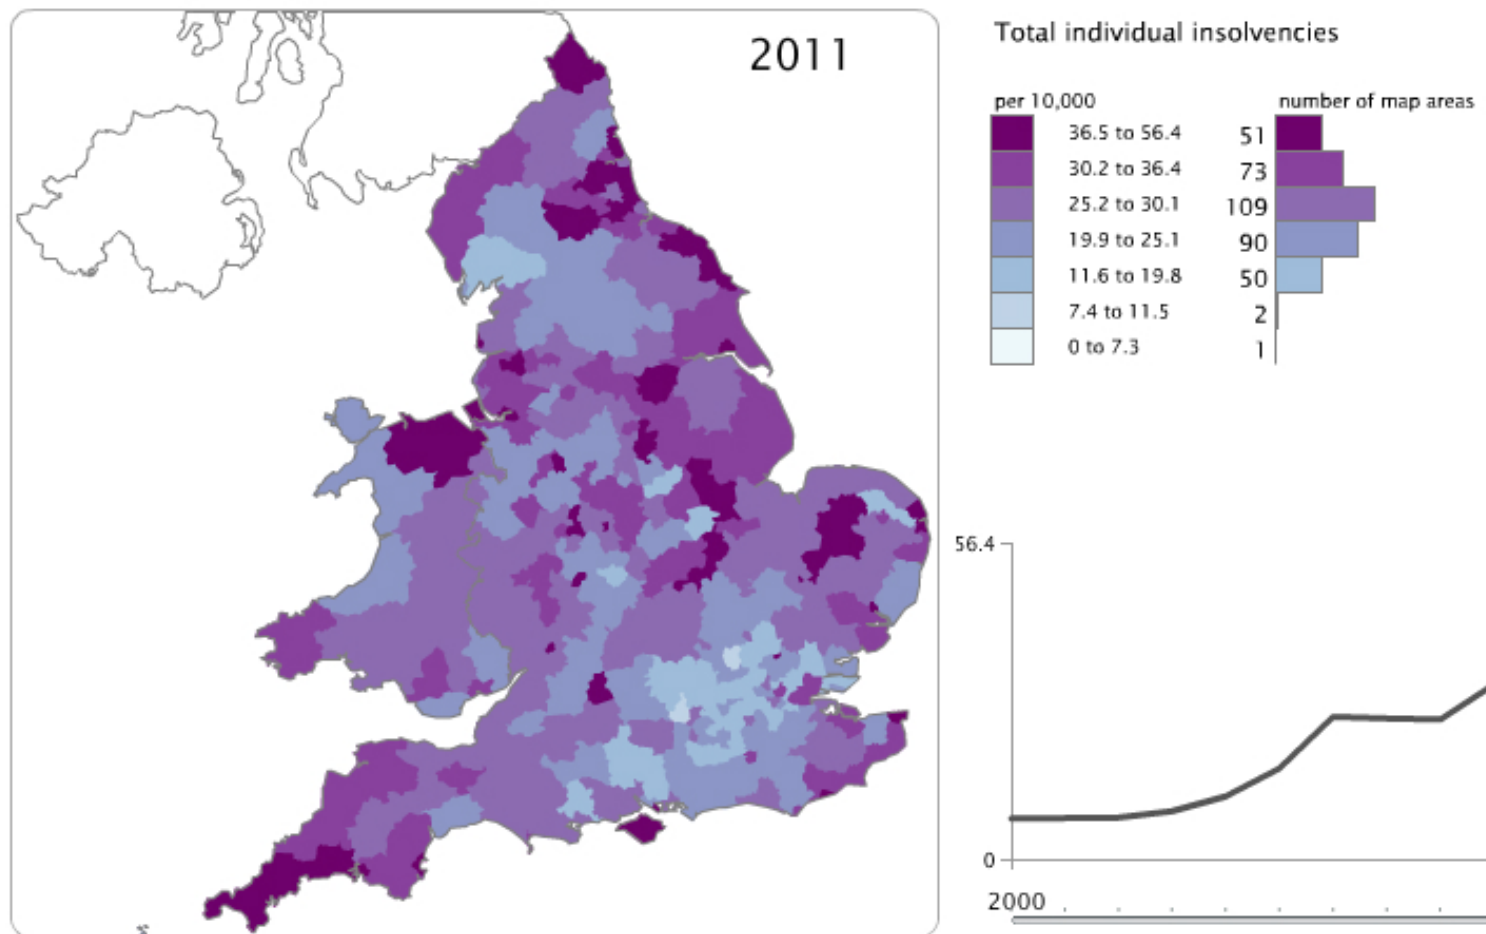 2011
Total individual insolvencies
per 10,000
number of map areas
36.5 to 56.4 51
30.2 to 36.4 73
25.2 to 30.1 109
19.9 to 25.1 90
11.6 to 19.8 50
7.4 to 11.5 2
0 to 7.3 1
56.4
0
2000